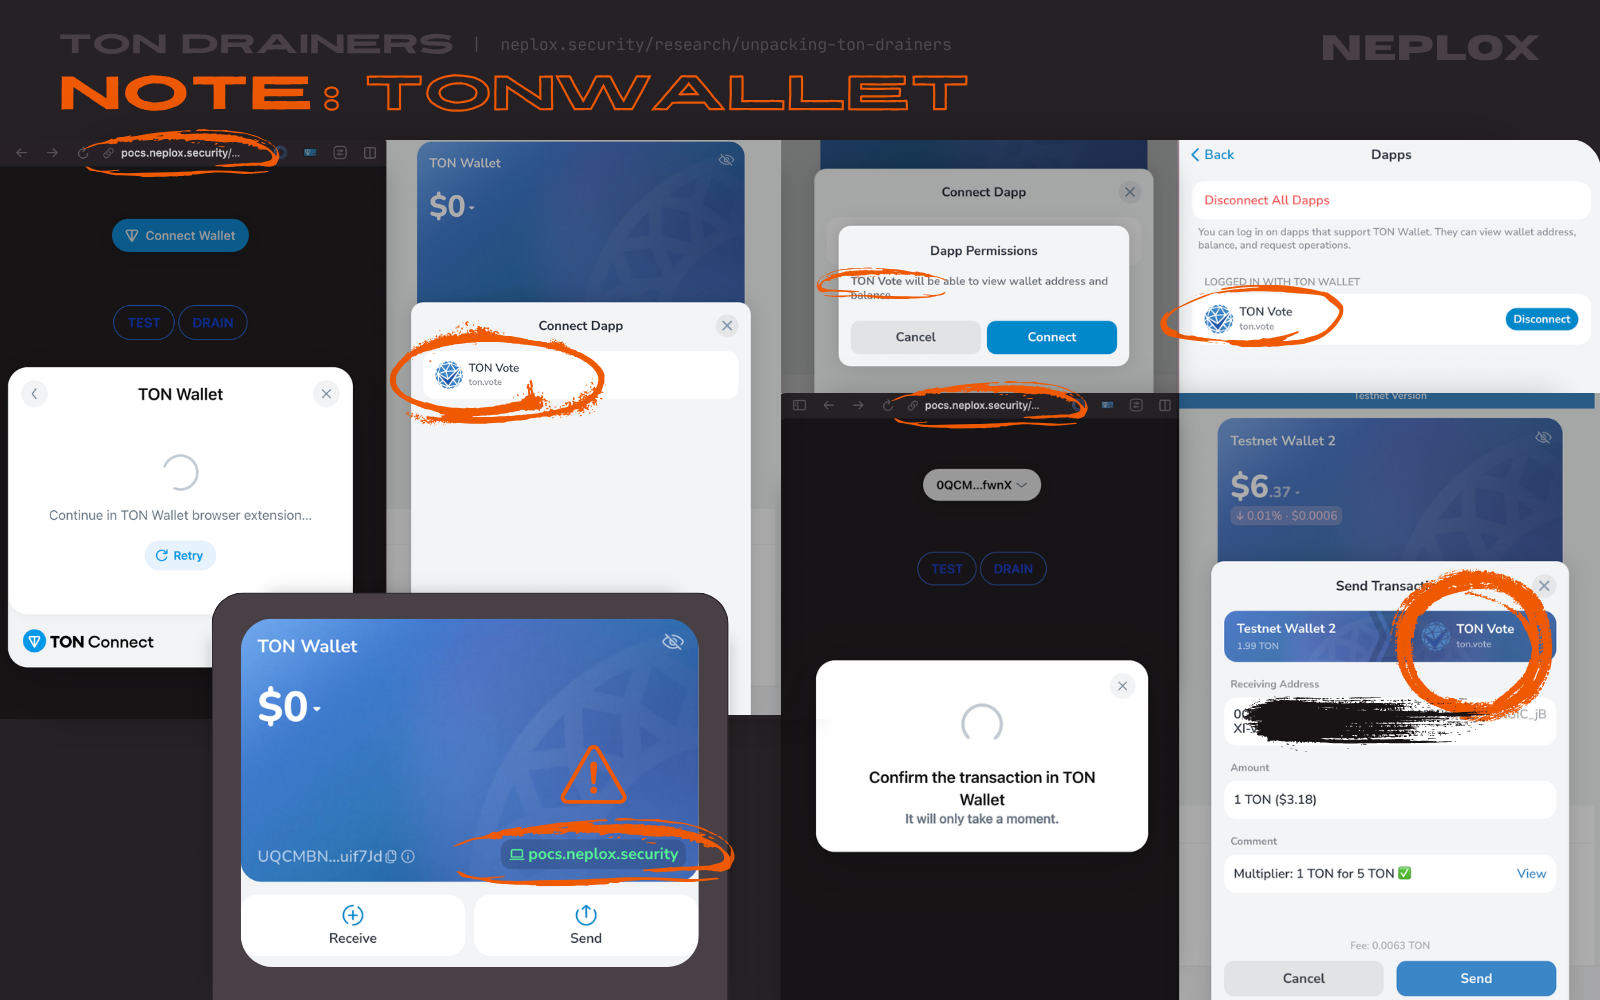 TON DRAINERS | neplox.security/research/unpacking-ton-drainers
NEPLOX
NOTE: TONWALLET
pocs.neplox.security/...
Connect Wallet
TEST
DRAIN
TON Wallet
Continue in TON Wallet browser extension...
Retry
TON Connect
TON Wallet
$0
Connect Dapp
TON Vote
ton.vote
TON Wallet
$0
UQCMBN...uif7Jd
pocs.neplox.security
Receive
Send
Connect Dapp
Dapp Permissions
TON Vote will be able to view wallet address and
balance.
Cancel
Connect
pocs.neplox.security/...
0QCM...fwnX
TEST
DRAIN
Confirm the transaction in TON
Wallet
It will only take a moment.
Back
Dapps
Disconnect All Dapps
You can log in on dapps that support TON Wallet. They can view wallet address,
balance, and request operations.
LOGGED IN WITH TON WALLET
TON Vote
ton.vote
Disconnect
Testnet Version
Testnet Wallet 2
$6.37
↓ 0.01% · $0.0006
Send
Testnet Wallet 2
1.99 TON
TON Vote
ton.vote
Receiving Address
Amount
1 TON ($3.18)
Comment
Multiplier: 1 TON for 5 TON ✅
View
Fee: 0.0063 TON
Cancel
Send